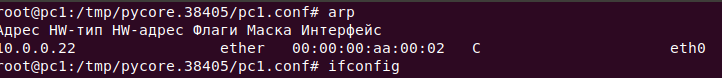 root@pc1:/tmp/pycore.38405/pc1.conf# arp
Адрес HW-тип HW-адрес Флаги Маска Интерфейс
10.0.0.22 ether 00:00:00:aa:00:02 C eth0
root@pc1:/tmp/pycore.38405/pc1.conf# ifconfig